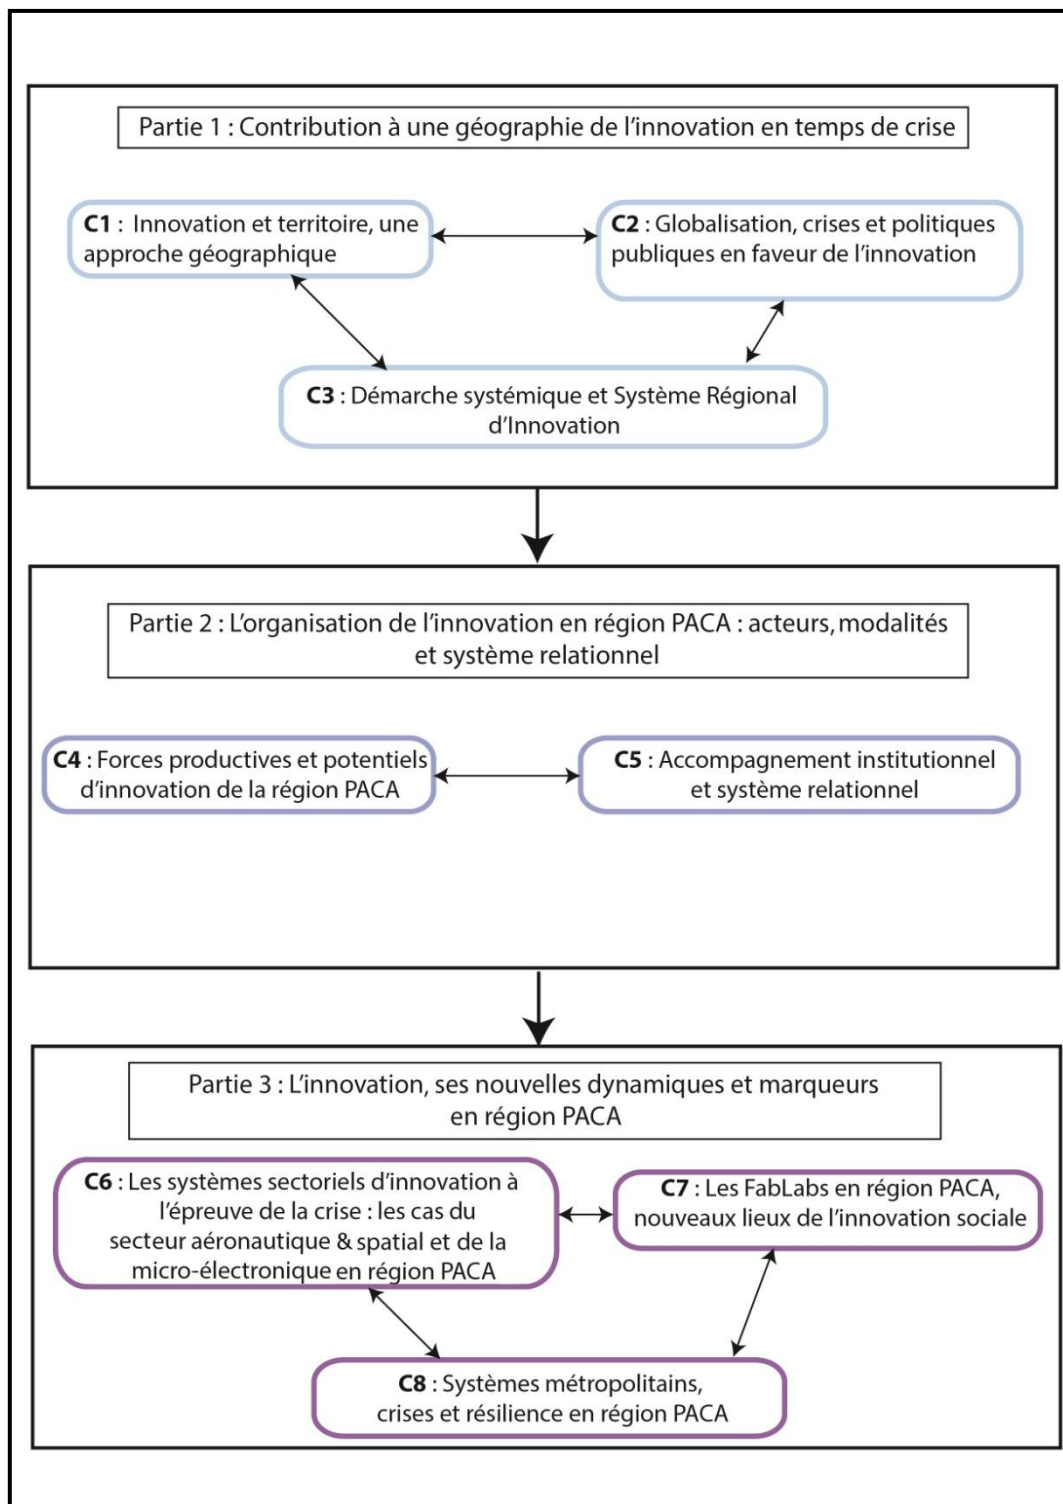 Partie 1 : Contribution à une géographie de l’innovation en temps de crise
C1 : Innovation et territoire, une
approche géographique
C2 : Globalisation, crises et politiques
publiques en faveur de l’innovation
C3 : Démarche systémique et Système Régional
d’Innovation
Partie 2 : L’organisation de l’innovation en région PACA : acteurs, modalités
et système relationnel
C4 : Forces productives et potentiels
d’innovation de la région PACA
C5 : Accompagnement institutionnel
et système relationnel
Partie 3 : L’innovation, ses nouvelles dynamiques et marqueurs
en région PACA
C6 : Les systèmes sectoriels d’innovation à
l’épreuve de la crise : les cas du
secteur aéronautique & spatial et de la
micro-électronique en région PACA
C7 : Les FabLabs en région PACA,
nouveaux lieux de l’innovation sociale
C8 : Systèmes métropolitains,
crises et résilience en région PACA